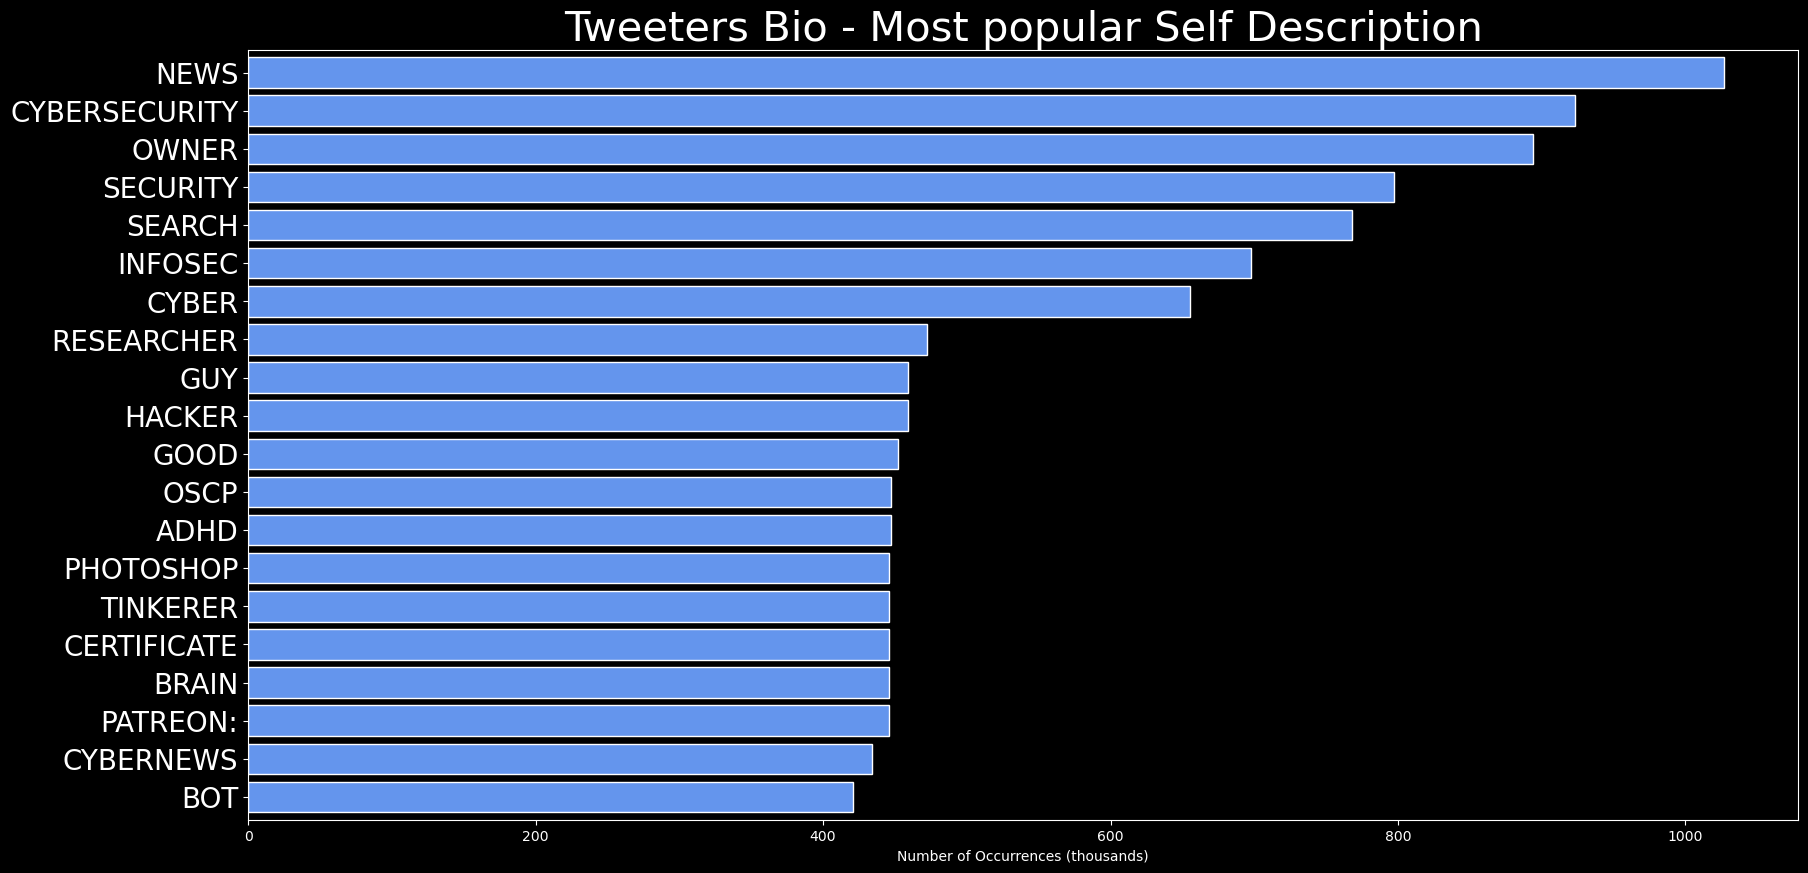 Tweeters Bio - Most popular Self Description
NEWS
CYBERSECURITY
OWNER
SECURITY
SEARCH
INFOSEC
CYBER
RESEARCHER
GUY
HACKER
GOOD
OSCP
ADHD
PHOTOSHOP
TINKERER
CERTIFICATE
BRAIN
PATREON:
CYBERNEWS
BOT
0 200 400 600 800 1000
Number of Occurrences (thousands)